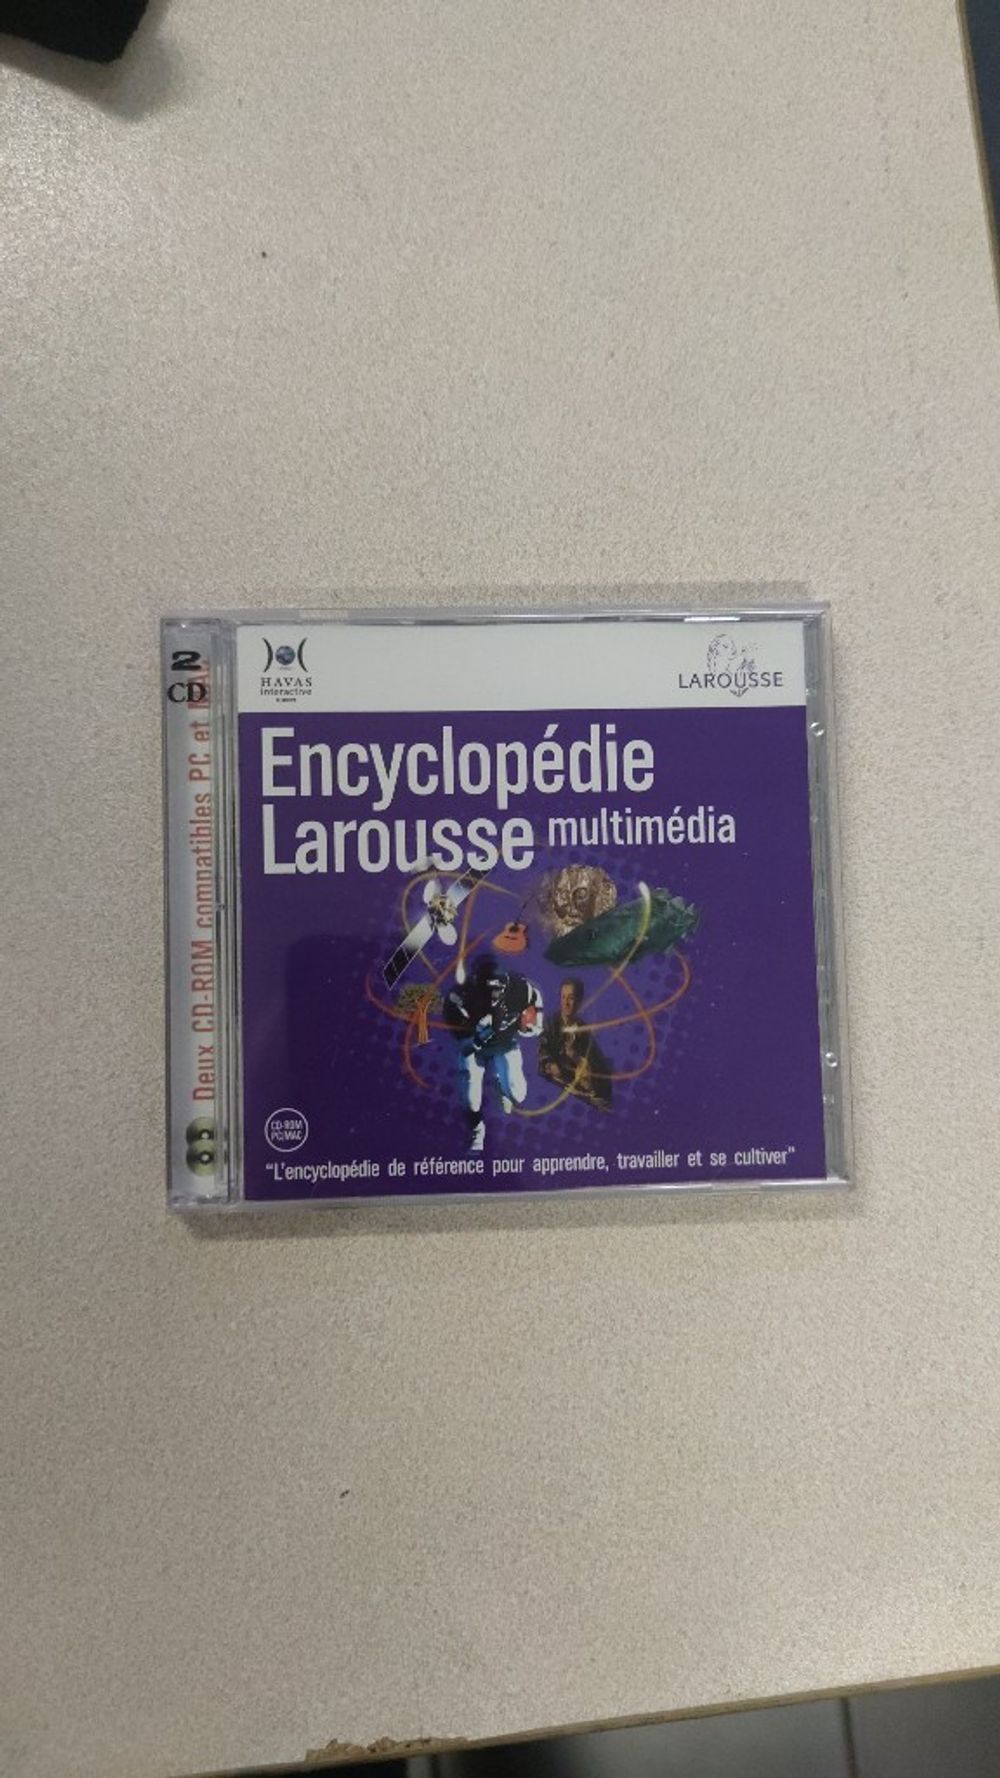 2
CD
Deux CD-ROM compatibles PC et MAC
HAVAS
interactive
LAROUSSE
Encyclopédie
Larousse multimédia
CD-ROM
PC/MAC
"L'encyclopédie de référence pour apprendre, travailler et se cultiver"